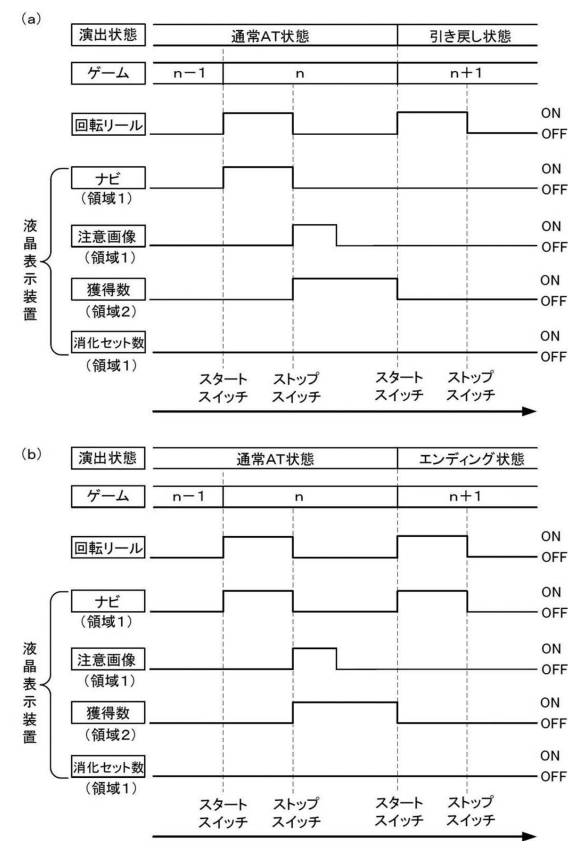 (a)
演出状態 通常AT状態 引き戻し状態
ゲーム n－1 n n+1
回転リール ON
OFF
ナビ ON
(領域1) OFF
注意画像 ON
(領域1) OFF
獲得数 ON
(領域2) OFF
消化セット数 ON
(領域1) OFF
液晶表示装置
スタート ストップ スタート ストップ
スイッチ スイッチ スイッチ スイッチ
(b)
演出状態 通常AT状態 エンディング状態
ゲーム n－1 n n+1
回転リール ON
OFF
ナビ ON
(領域1) OFF
注意画像 ON
(領域1) OFF
獲得数 ON
(領域2) OFF
消化セット数 ON
(領域1) OFF
液晶表示装置
スタート ストップ スタート ストップ
スイッチ スイッチ スイッチ スイッチ